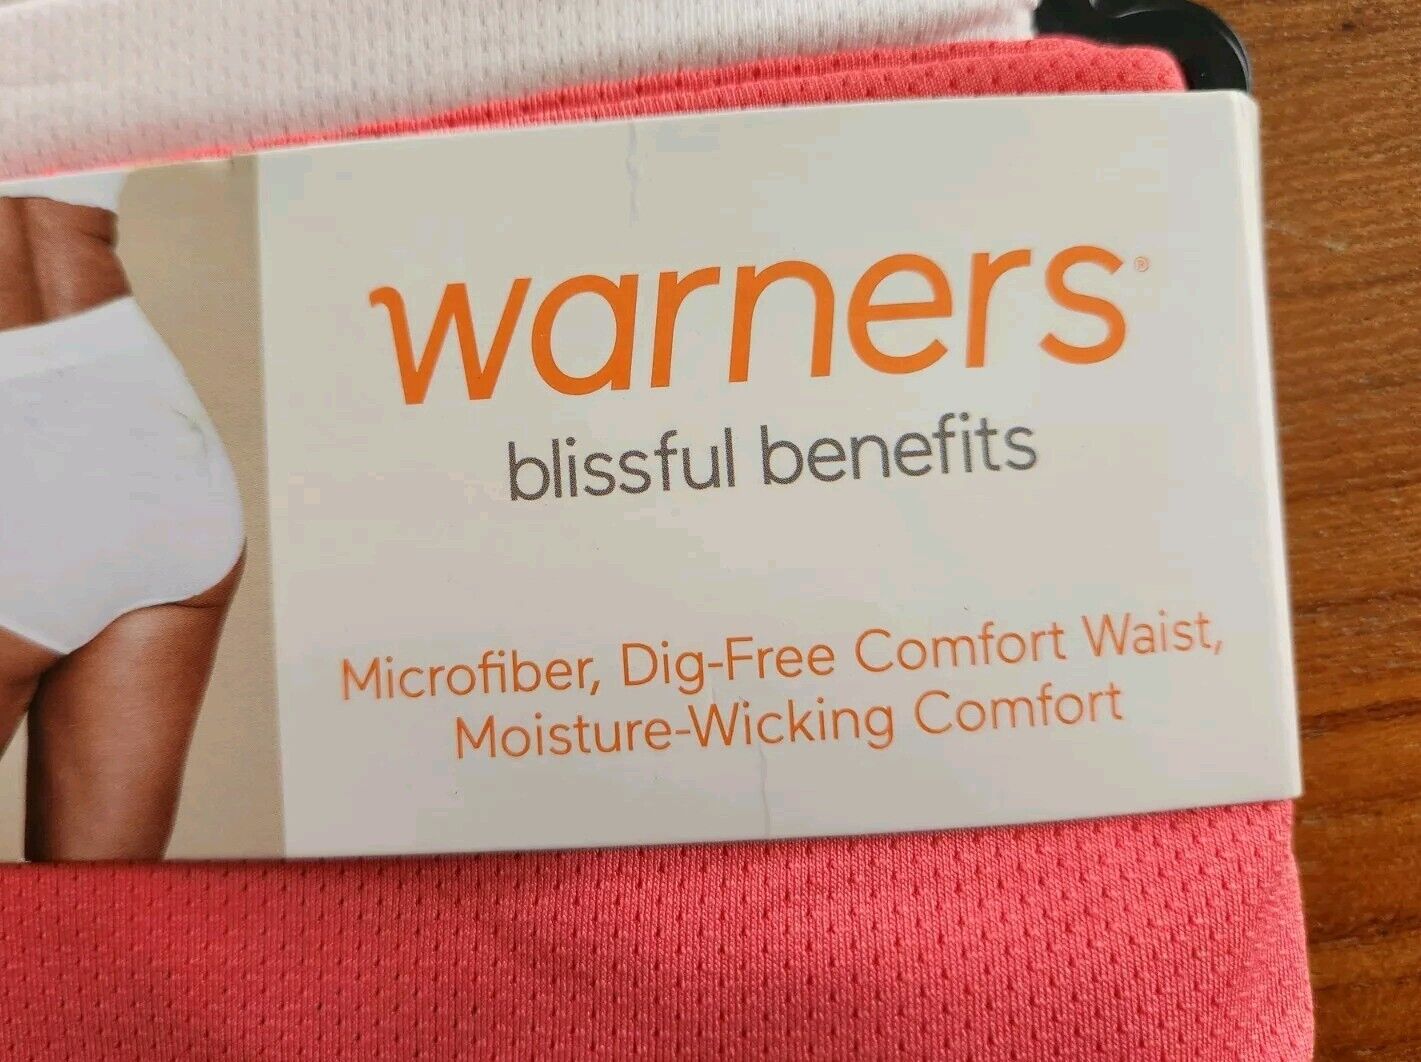 warners®
blissful benefits
Microfiber, Dig-Free Comfort Waist,
Moisture-Wicking Comfort